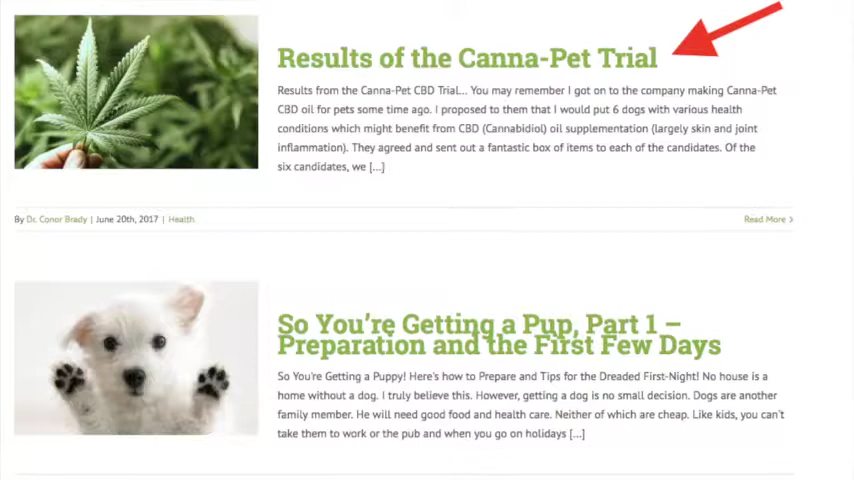 Results of the Canna-Pet Trial
Results from the Canna-Pet CBD Trial... You may remember I got on to the company making Canna-Pet
CBD oil for pets some time ago. I proposed to them that I would put 6 dogs with various health
conditions which might benefit from CBD (Cannabidiol) oil supplementation (largely skin and joint
inflammation). They agreed and sent out a fantastic box of items to each of the candidates. Of the
six candidates, we [...]
By Dr. Conor Brady | June 20th, 2017 | Health
Read More >
So You're Getting a Pup, Part 1 –
Preparation and the First Few Days
So You're Getting a Puppy! Here's how to Prepare and Tips for the Dreaded First-Night! No house is a
home without a dog. I truly believe this. However, getting a dog is no small decision. Dogs are another
family member. He will need good food and health care. Neither of which are cheap. Like kids, you can't
take them to work or the pub and when you go on holidays [...]